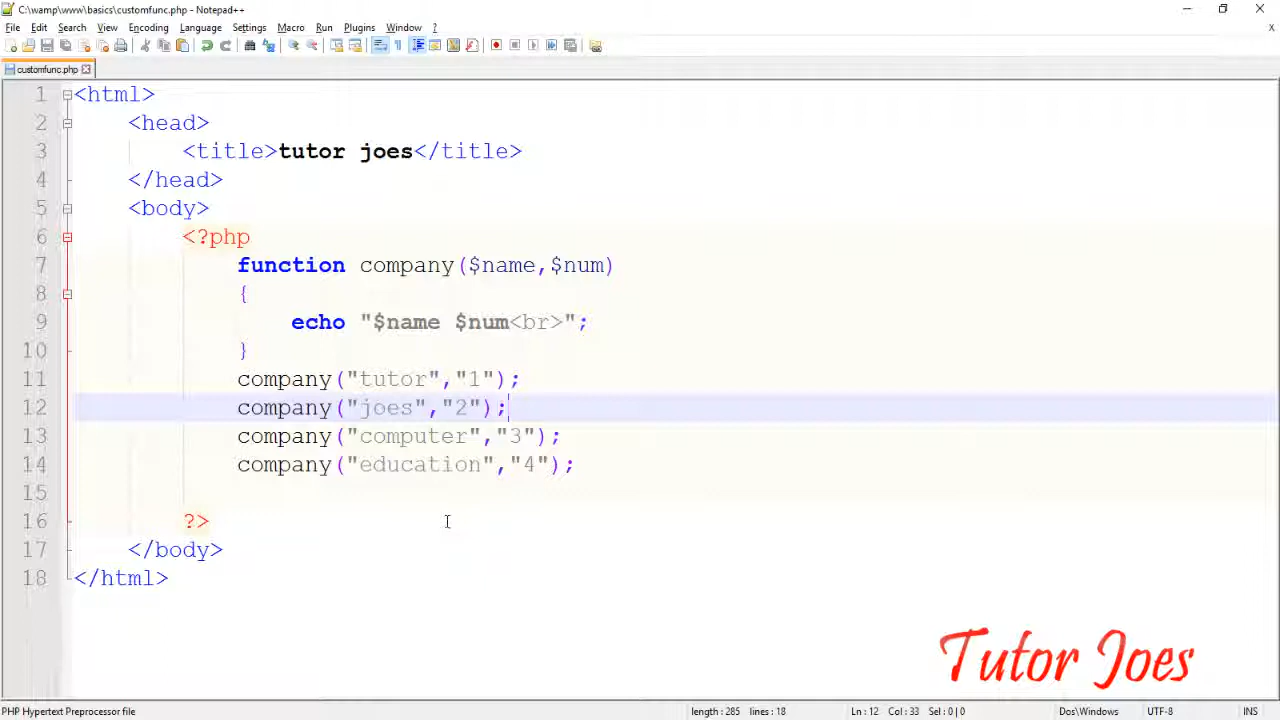 C:\wamp\www\basics\customfunc.php - Notepad++
File Edit Search View Encoding Language Settings Macro Run Plugins Window ?
X
customfunc.php
1 <html>
2 <head>
3 <title>tutor joes</title>
4 </head>
5 <body>
6 <?php
7 function company($name,$num)
8 {
9 echo "$name $num<br>";
10 }
11 company("tutor","1");
12 company("joes","2");
13 company("computer","3");
14 company("education","4");
15
16 ?>
17 </body>
18 </html>
Tutor Joes
PHP Hypertext Preprocessor file length : 285 lines : 18 Ln : 12 Col : 33 Sel : 0 | 0 Dos\Windows UTF-8 INS